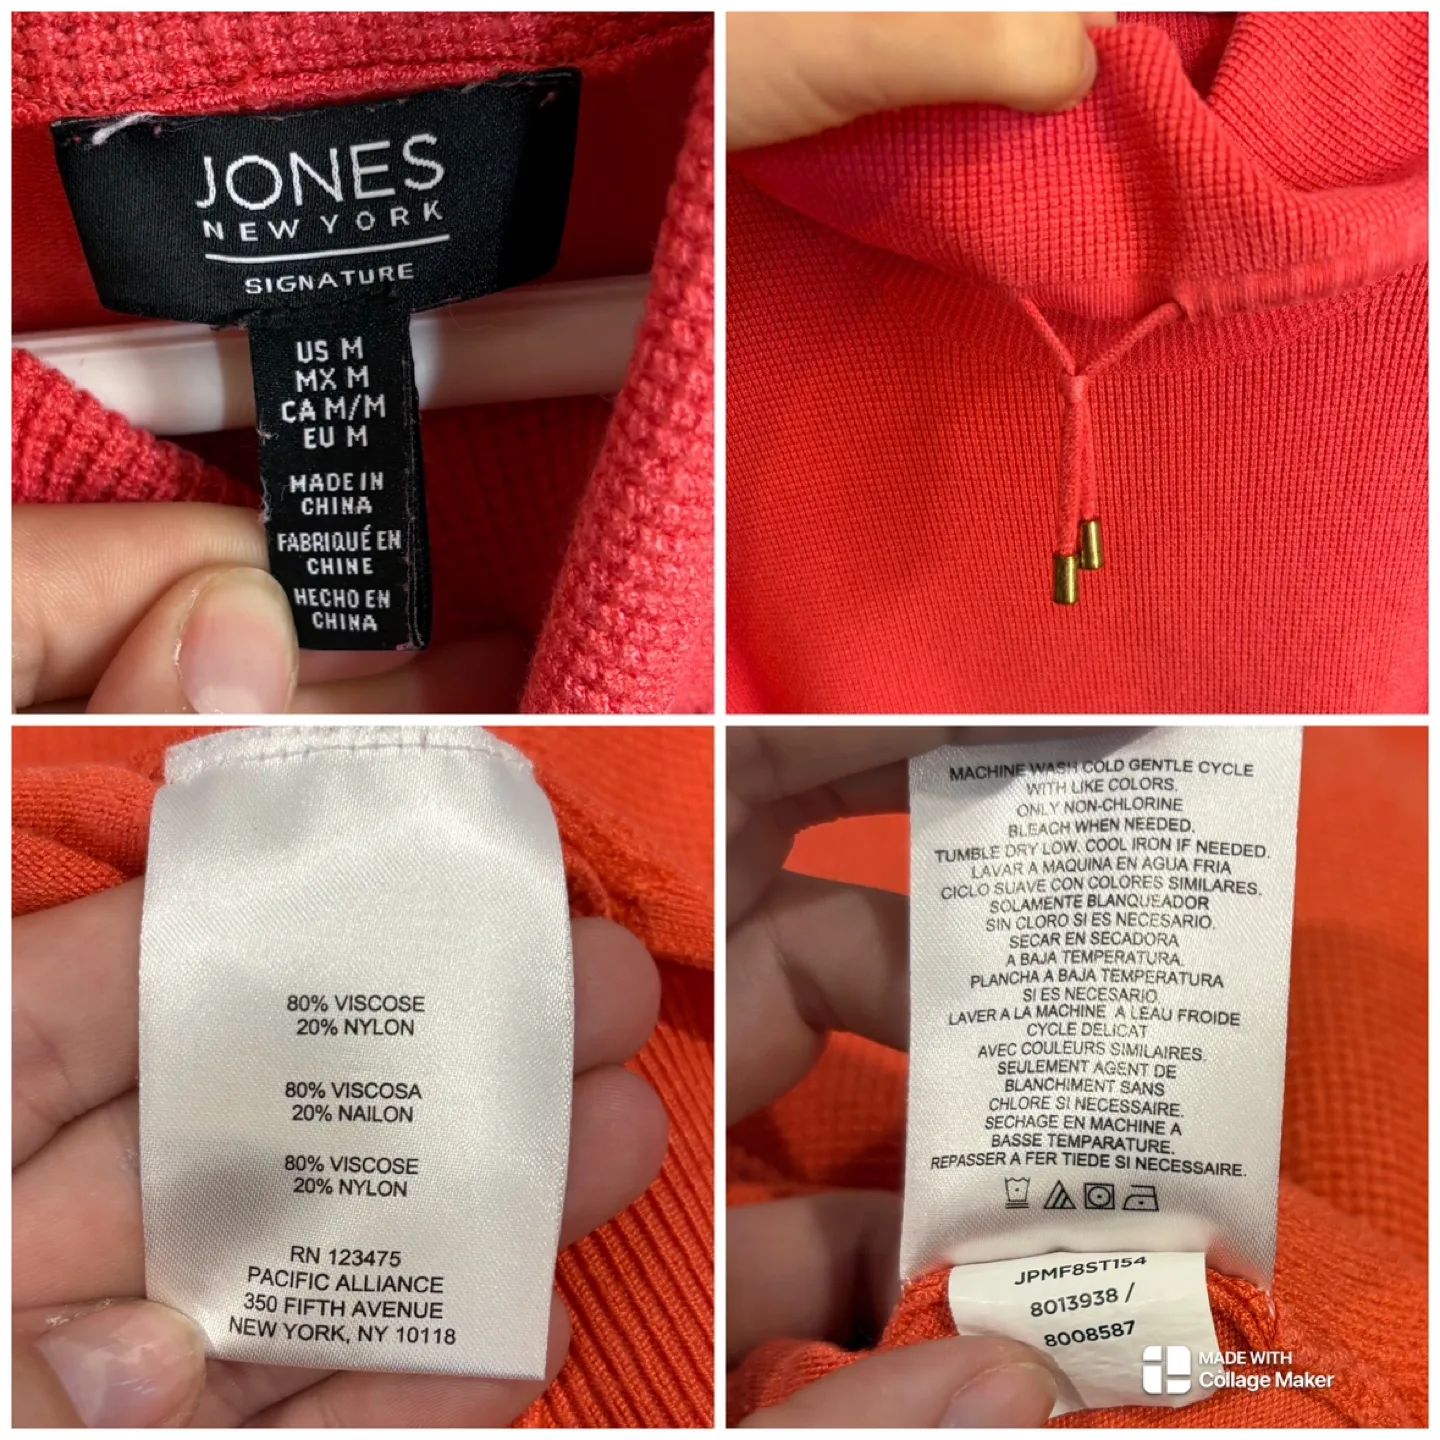 JONES
NEW YORK
SIGNATURE
US M
MX M
CA M/M
EU M
MADE IN
CHINA
FABRIQUÉ EN
CHINE
HECHO EN
CHINA
80% VISCOSE
20% NYLON
80% VISCOSA
20% NAILON
80% VISCOSE
20% NYLON
RN 123475
PACIFIC ALLIANCE
350 FIFTH AVENUE
NEW YORK, NY 10118
MACHINE WASH COLD GENTLE CYCLE
WITH LIKE COLORS.
ONLY NON-CHLORINE
BLEACH WHEN NEEDED.
TUMBLE DRY LOW. COOL IRON IF NEEDED.
LAVAR A MAQUINA EN AGUA FRIA
CICLO SUAVE CON COLORES SIMILARES.
SOLAMENTE BLANQUEADOR
SIN CLORO SI ES NECESARIO.
SECAR EN SECADORA
A BAJA TEMPERATURA.
PLANCHA A BAJA TEMPERATURA
SI ES NECESARIO.
LAVER A LA MACHINE A LEAU FROIDE
CYCLE DELICAT
AVEC COULEURS SIMILAIRES.
SEULEMENT AGENT DE
BLANCHIMENT SANS
CHLORE SI NECESSAIRE.
SECHAGE EN MACHINE A
BASSE TEMPARATURE.
REPASSER A FER TIEDE SI NECESSAIRE.
JPMF8ST154
8013938 /
8008587
MADE WITH
Collage Maker